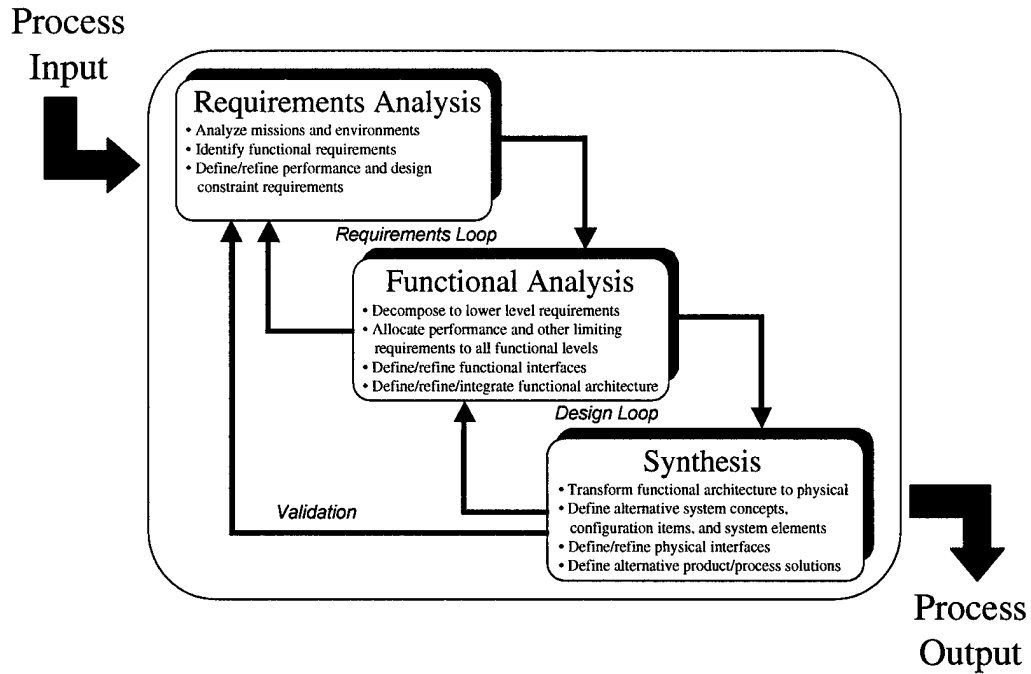 Process
Input
Requirements Analysis
• Analyze missions and environments
• Identify functional requirements
• Define/refine performance and design
constraint requirements
Requirements Loop
Functional Analysis
• Decompose to lower level requirements
• Allocate performance and other limiting
requirements to all functional levels
• Define/refine functional interfaces
• Define/refine/integrate functional architecture
Design Loop
Synthesis
• Transform functional architecture to physical
• Define alternative system concepts,
configuration items, and system elements
• Define/refine physical interfaces
• Define alternative product/process solutions
Validation
Process
Output